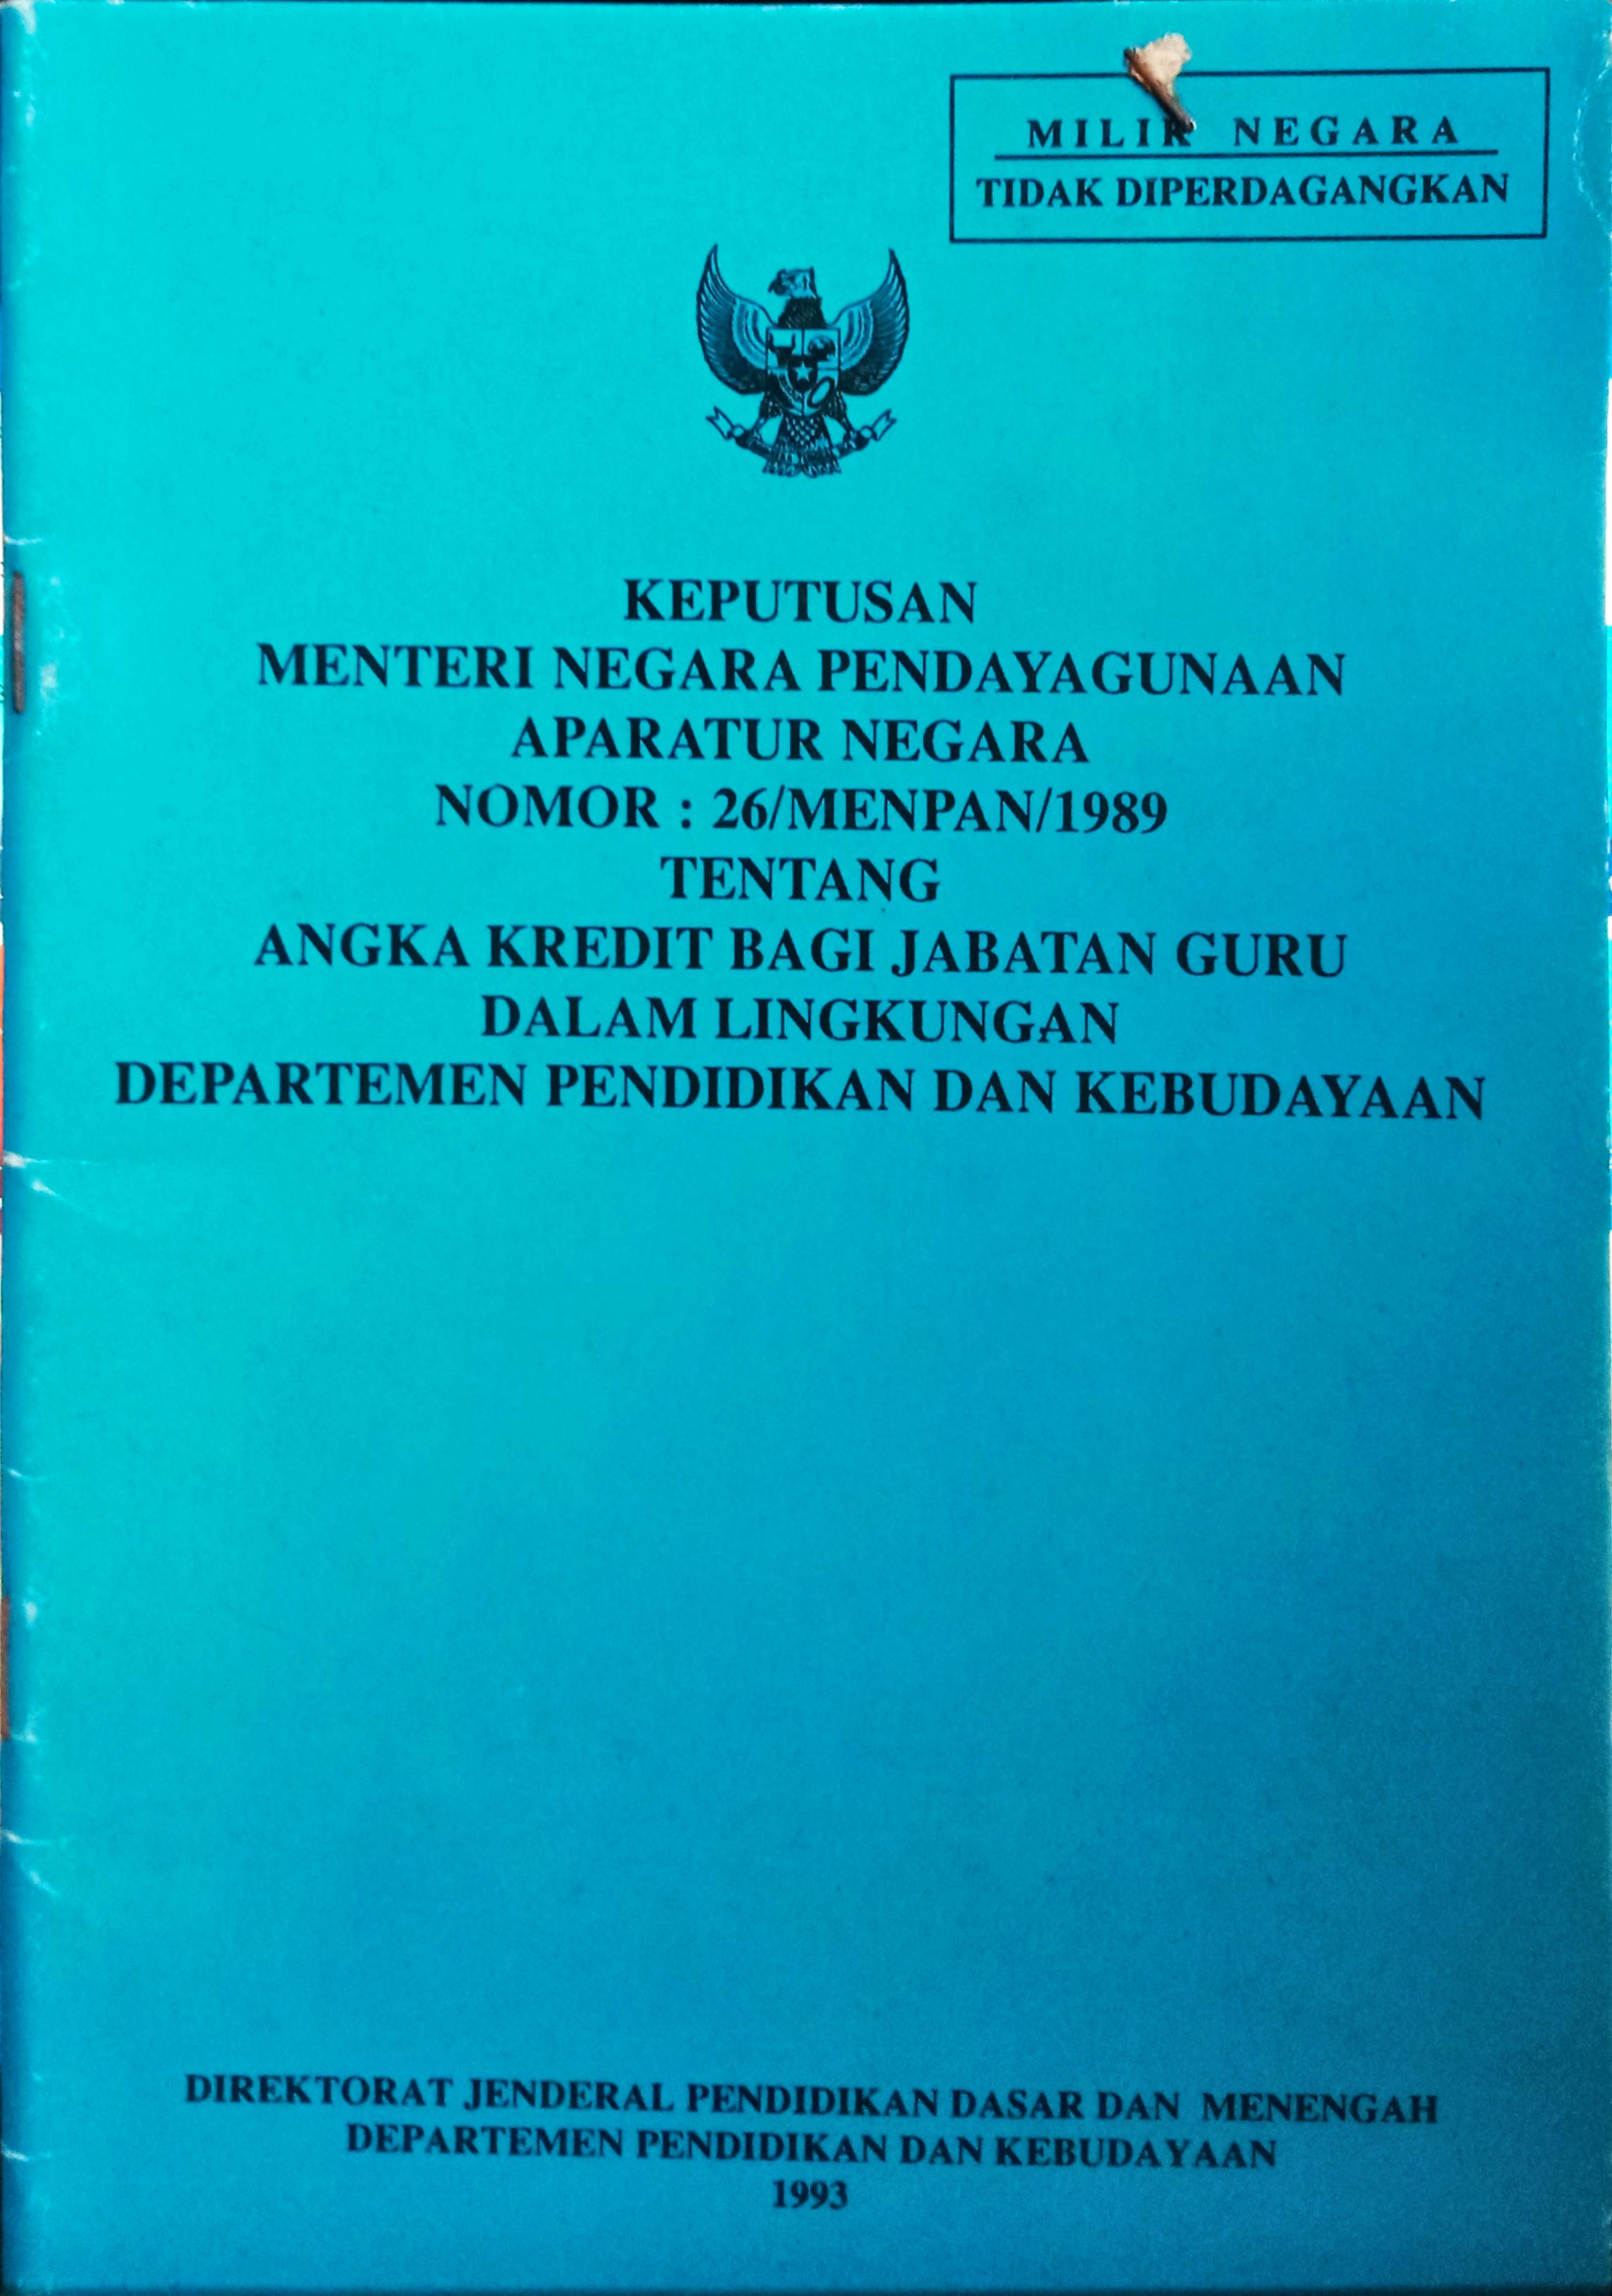 MILIK NEGARA
TIDAK DIPERDAGANGKAN
KEPUTUSAN
MENTERI NEGARA PENDAYAGUNAAN
APARATUR NEGARA
NOMOR : 26/MENPAN/1989
TENTANG
ANGKA KREDIT BAGI JABATAN GURU
DALAM LINGKUNGAN
DEPARTEMEN PENDIDIKAN DAN KEBUDAYAAN
DIREKTORAT JENDERAL PENDIDIKAN DASAR DAN MENENGAH
DEPARTEMEN PENDIDIKAN DAN KEBUDAYAAN
1993